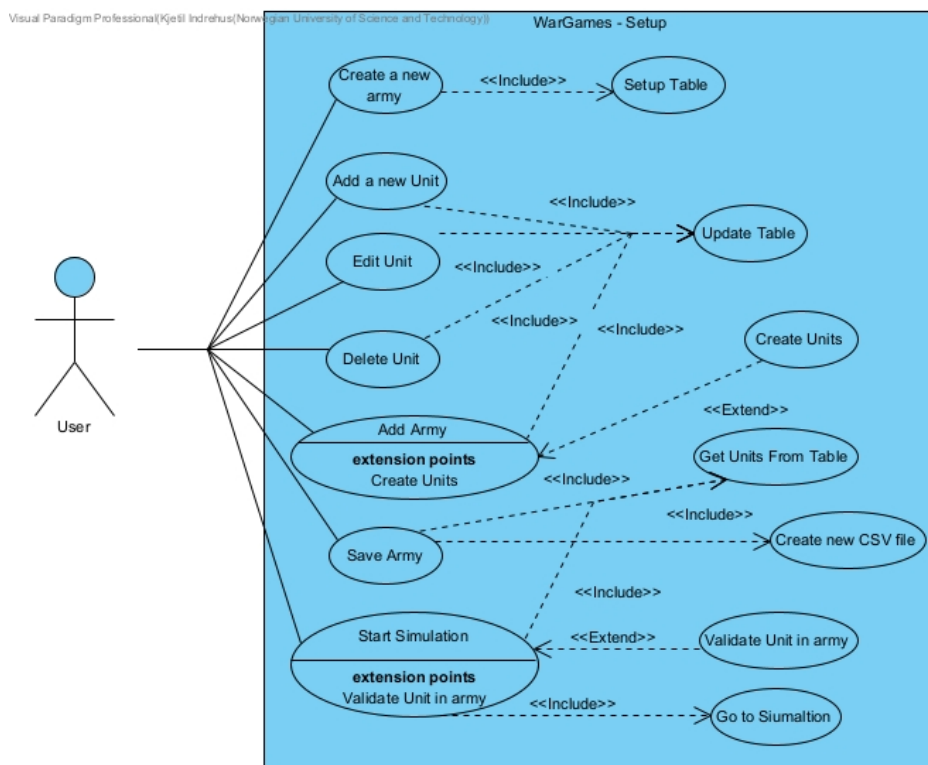 Visual Paradigm Professional(Kjetil Indrehus(Norwegian University of Science and Technology))
WarGames - Setup
Create a new
army
<<Include>>
Setup Table
Add a new Unit
<<Include>>
Update Table
Edit Unit
<<Include>>
<<Include>>
<<Include>>
Create Units
Delete Unit
User
Add Army
extension points
Create Units
<<Extend>>
Get Units From Table
<<Include>>
<<Include>>
Save Army
Create new CSV file
<<Include>>
Start Simulation
extension points
Validate Unit in army
<<Extend>>
Validate Unit in army
<<Include>>
Go to Siumaltion